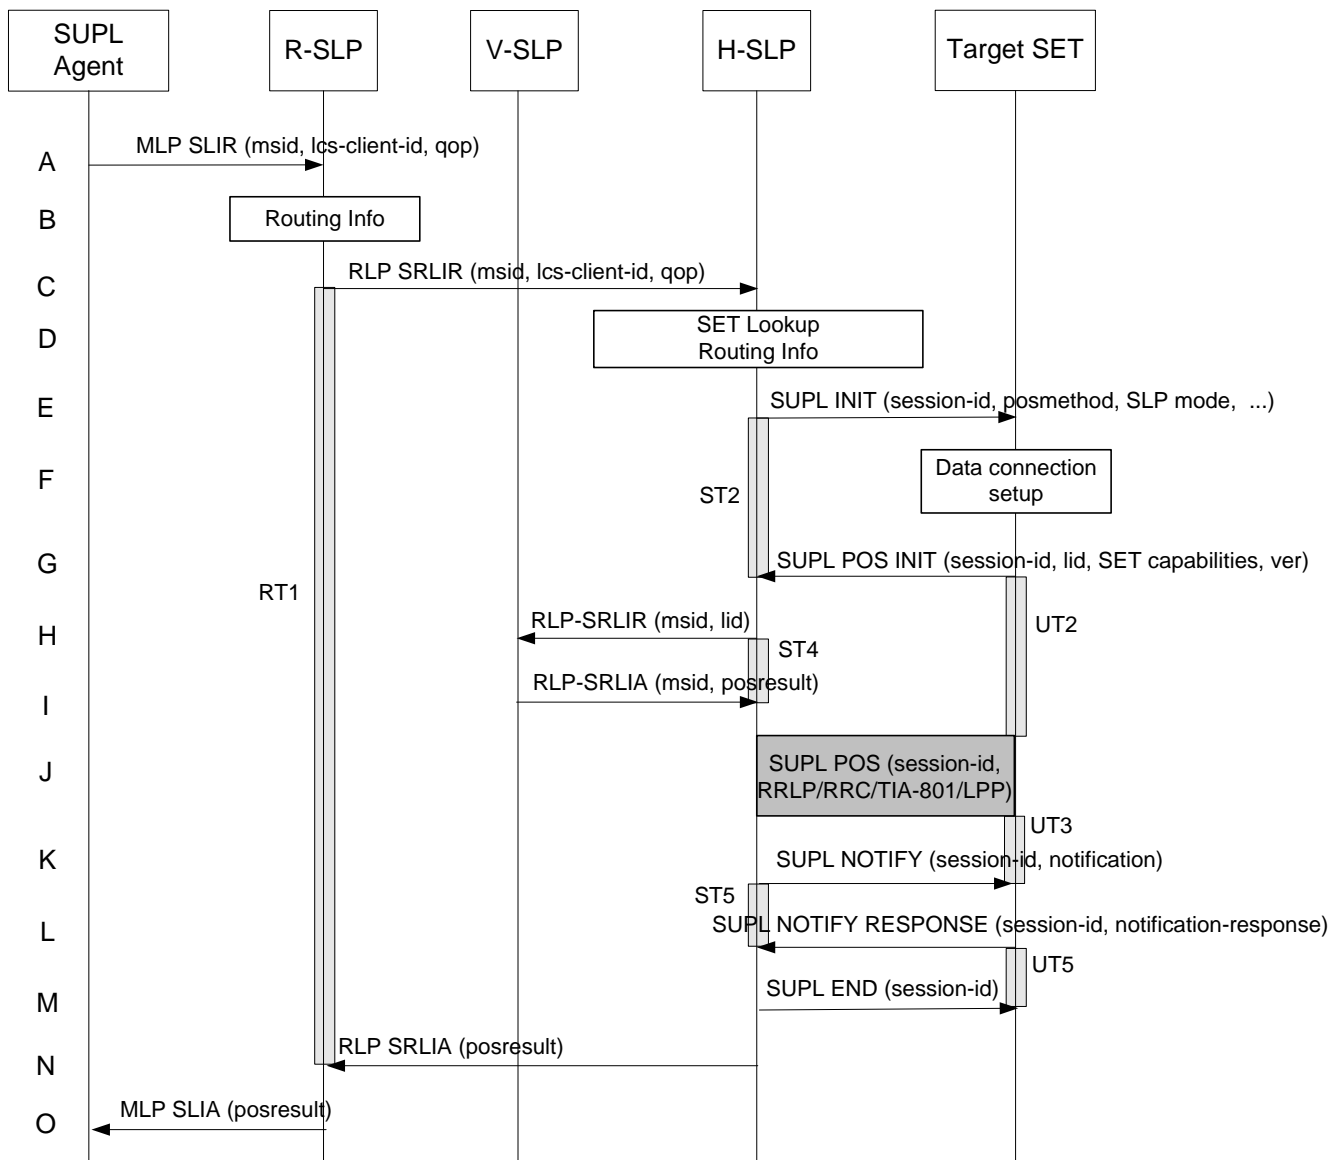 SUPL
Agent
R-SLP
V-SLP
H-SLP
Target SET
A
MLP SLIR (msid, lcs-client-id, qop)
B
Routing Info
C
RLP SRLIR (msid, lcs-client-id, qop)
D
SET Lookup
Routing Info
E
SUPL INIT (session-id, posmethod, SLP mode, ...)
F
Data connection
setup
ST2
G
SUPL POS INIT (session-id, lid, SET capabilities, ver)
RT1
H
RLP-SRLIR (msid, lid)
UT2
ST4
I
RLP-SRLIA (msid, posresult)
J
SUPL POS (session-id,
RRLP/RRC/TIA-801/LPP)
UT3
K
SUPL NOTIFY (session-id, notification)
ST5
L
SUPL NOTIFY RESPONSE (session-id, notification-response)
UT5
M
SUPL END (session-id)
N
RLP SRLIA (posresult)
O
MLP SLIA (posresult)